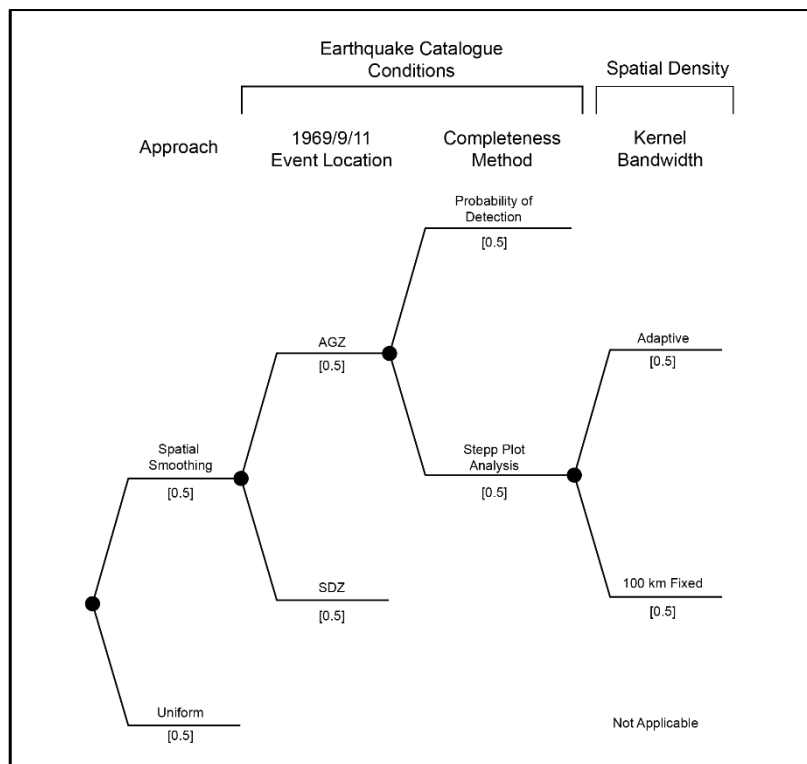 Earthquake Catalogue
Conditions
Spatial Density
Approach
1969/9/11
Event Location
Completeness
Method
Kernel
Bandwidth
Probability of
Detection
[0.5]
AGZ
[0.5]
Adaptive
[0.5]
Spatial
Smoothing
[0.5]
Stepp Plot
Analysis
[0.5]
SDZ
[0.5]
100 km Fixed
[0.5]
Uniform
[0.5]
Not Applicable